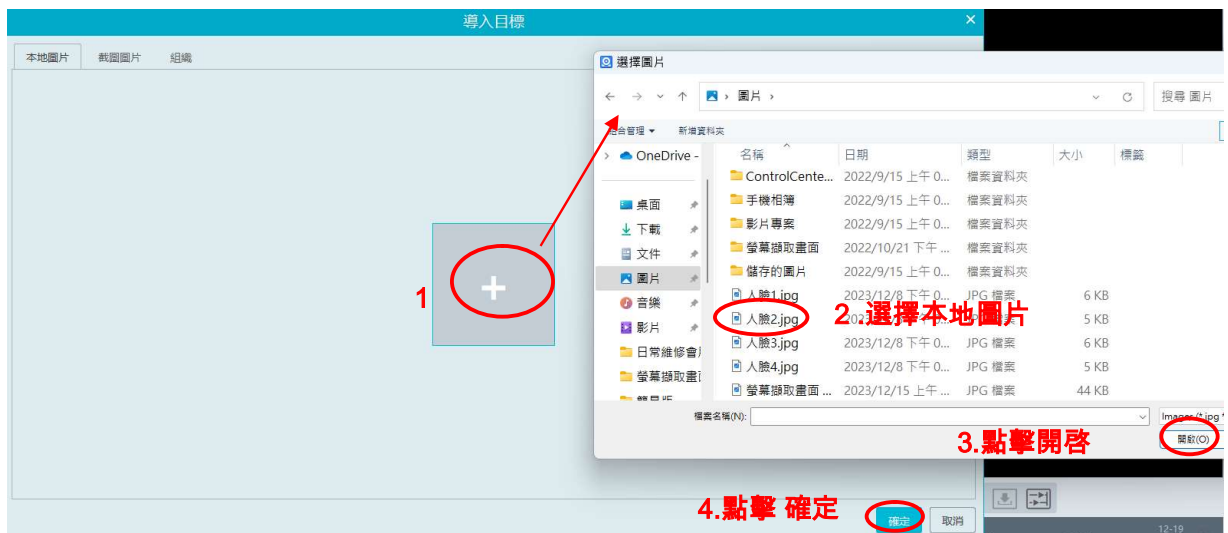 導入目標 ×
本地圖片 截圖圖片 組織
選擇圖片
圖片
搜尋 圖片
新增資料夾
名稱 日期 類型 大小 標籤
OneDrive -
ControlCente... 2022/9/15 上午 0... 檔案資料夾
桌面 手機相簿 2022/9/15 上午 0... 檔案資料夾
下載 影片專案 2022/9/15 上午 0... 檔案資料夾
文件 螢幕擷取畫面 2022/10/21 下午 ... 檔案資料夾
圖片 儲存的圖片 2022/9/15 上午 0... 檔案資料夾
1
+
音樂 人臉1.jpg 2023/12/8 下午 0... JPG 檔案 6 KB
影片 人臉2.jpg 5 KB
2.選擇本地圖片
日常維修會 人臉3.jpg 2023/12/8 下午 0... JPG 檔案 6 KB
螢幕擷取畫 人臉4.jpg 2023/12/8 下午 0... JPG 檔案 5 KB
螢幕擷取畫面 ... 2023/12/15 上午 ... JPG 檔案 44 KB
檔案名稱(N):
3.點擊開啓
開啟(O)
4.點擊 確定
確定 取消
12-19